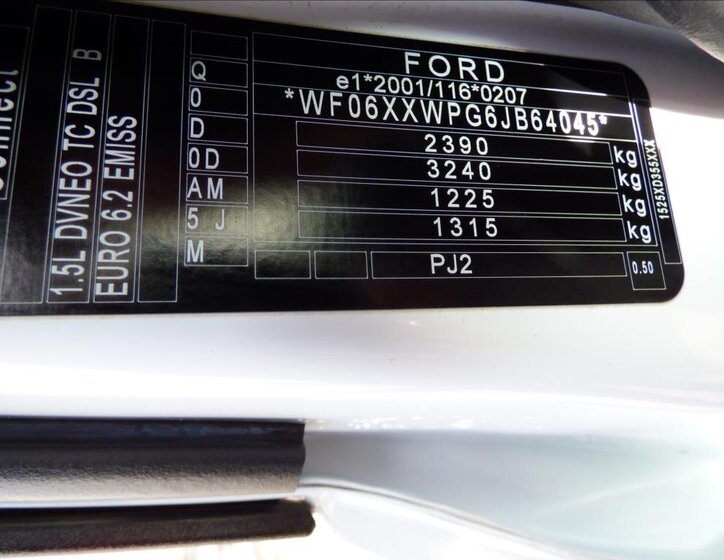 FORD
e1*2001/116*0207
*WF06XXWPG6JB64045*
2390 kg
3240 kg
1225 kg
1315 kg
PJ2
0.50
1525XD355XXX
Q
0
D
0D
AM
5 J
M
1.5L DVNEO TC DSL B
EURO 6.2 EMISS